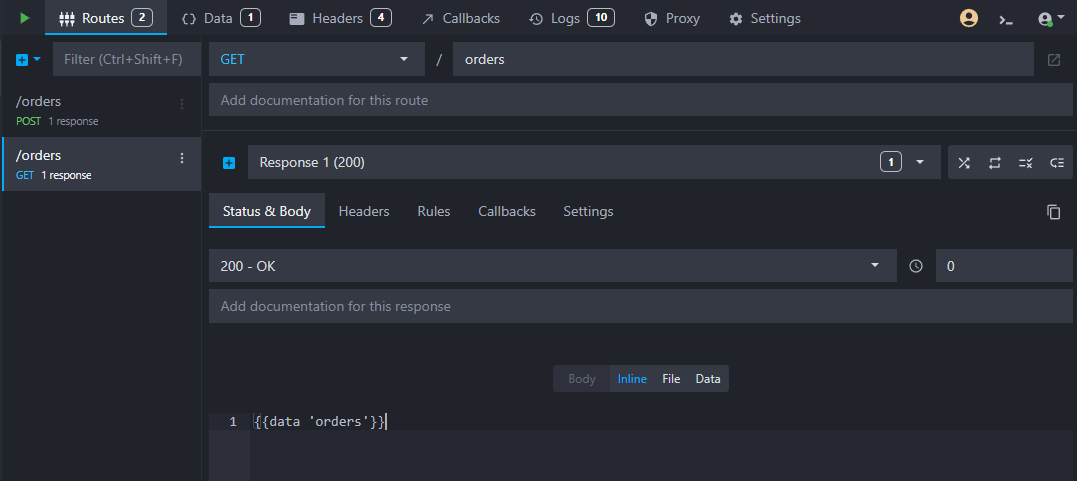 Routes 2 Data 1 Headers 4 Callbacks Logs 10 Proxy Settings
Filter (Ctrl+Shift+F)
GET / orders
Add documentation for this route
/orders
POST 1 response
/orders
GET 1 response
Response 1 (200) 1
Status & Body Headers Rules Callbacks Settings
200 - OK 0
Add documentation for this response
Body Inline File Data
1 {{data 'orders'}}